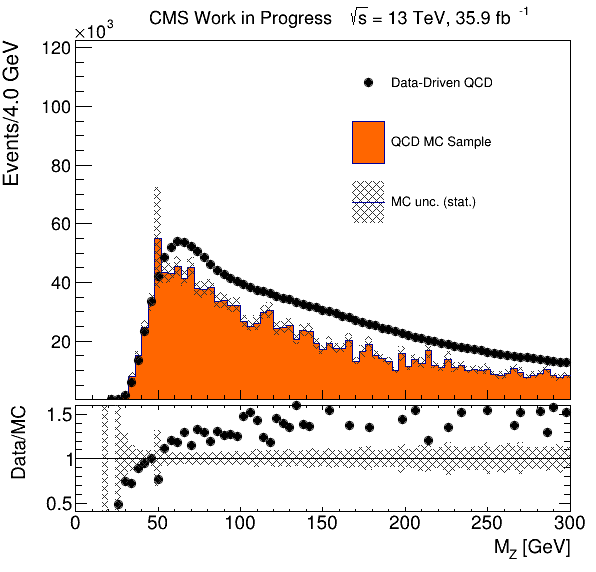 CMS Work in Progress √s = 13 TeV, 35.9 fb⁻¹
×10³
Events/4.0 GeV
120
100
80
60
40
20
Data-Driven QCD
QCD MC Sample
MC unc. (stat.)
Data/MC
1.5
1
0.5
0 50 100 150 200 250 300
M_Z [GeV]